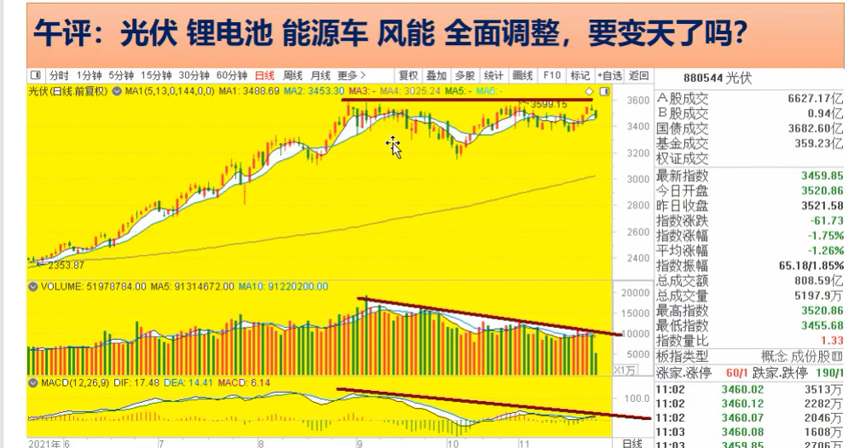 午评：光伏 锂电池 能源车 风能 全面调整，要变天了吗？
分时 1分钟 5分钟 15分钟 30分钟 60分钟 日线 周线 月线 更多 复权 叠加 多股 统计 画线 F10 标记 +自选 返回
880544 光伏
光伏(日线.前复权) MA1(5,13,0,144,0,0) MA1: 3488.69 MA2: 3453.30 MA3: - MA4: 3025.24 MA5: - MA6: -
3599.15
3600
3400
3200
3000
2800
2600
2400
2353.87
A股成交 6627.17亿
B股成交 0.94亿
国债成交 3682.60亿
基金成交 359.23亿
权证成交
最新指数 3459.85
今日开盘 3520.86
昨日收盘 3521.58
指数涨跌 -61.73
指数涨幅 -1.75%
平均涨幅 -1.26%
指数振幅 65.18/1.85%
总成交额 808.59亿
总成交量 5197.9万
最高指数 3520.86
最低指数 3455.68
指数量比 1.33
板指类型 概念 成份股
涨家.涨停 60/1 跌家.跌停 190/1
VOLUME: 51978784.00 MA5: 91314672.00 MA10: 91220200.00
20000
15000
10000
5000
X1万
MACD(12,26,9) DIF: 17.48 DEA: 14.41 MACD: 6.14
100.0
0.00
11:02 3460.02 3513万
11:02 3460.12 2282万
11:02 3460.07 2046万
11:03 3460.08 1608万
11:03 3459.85 2706万
2021年 6 7 8 9 10 11 日线